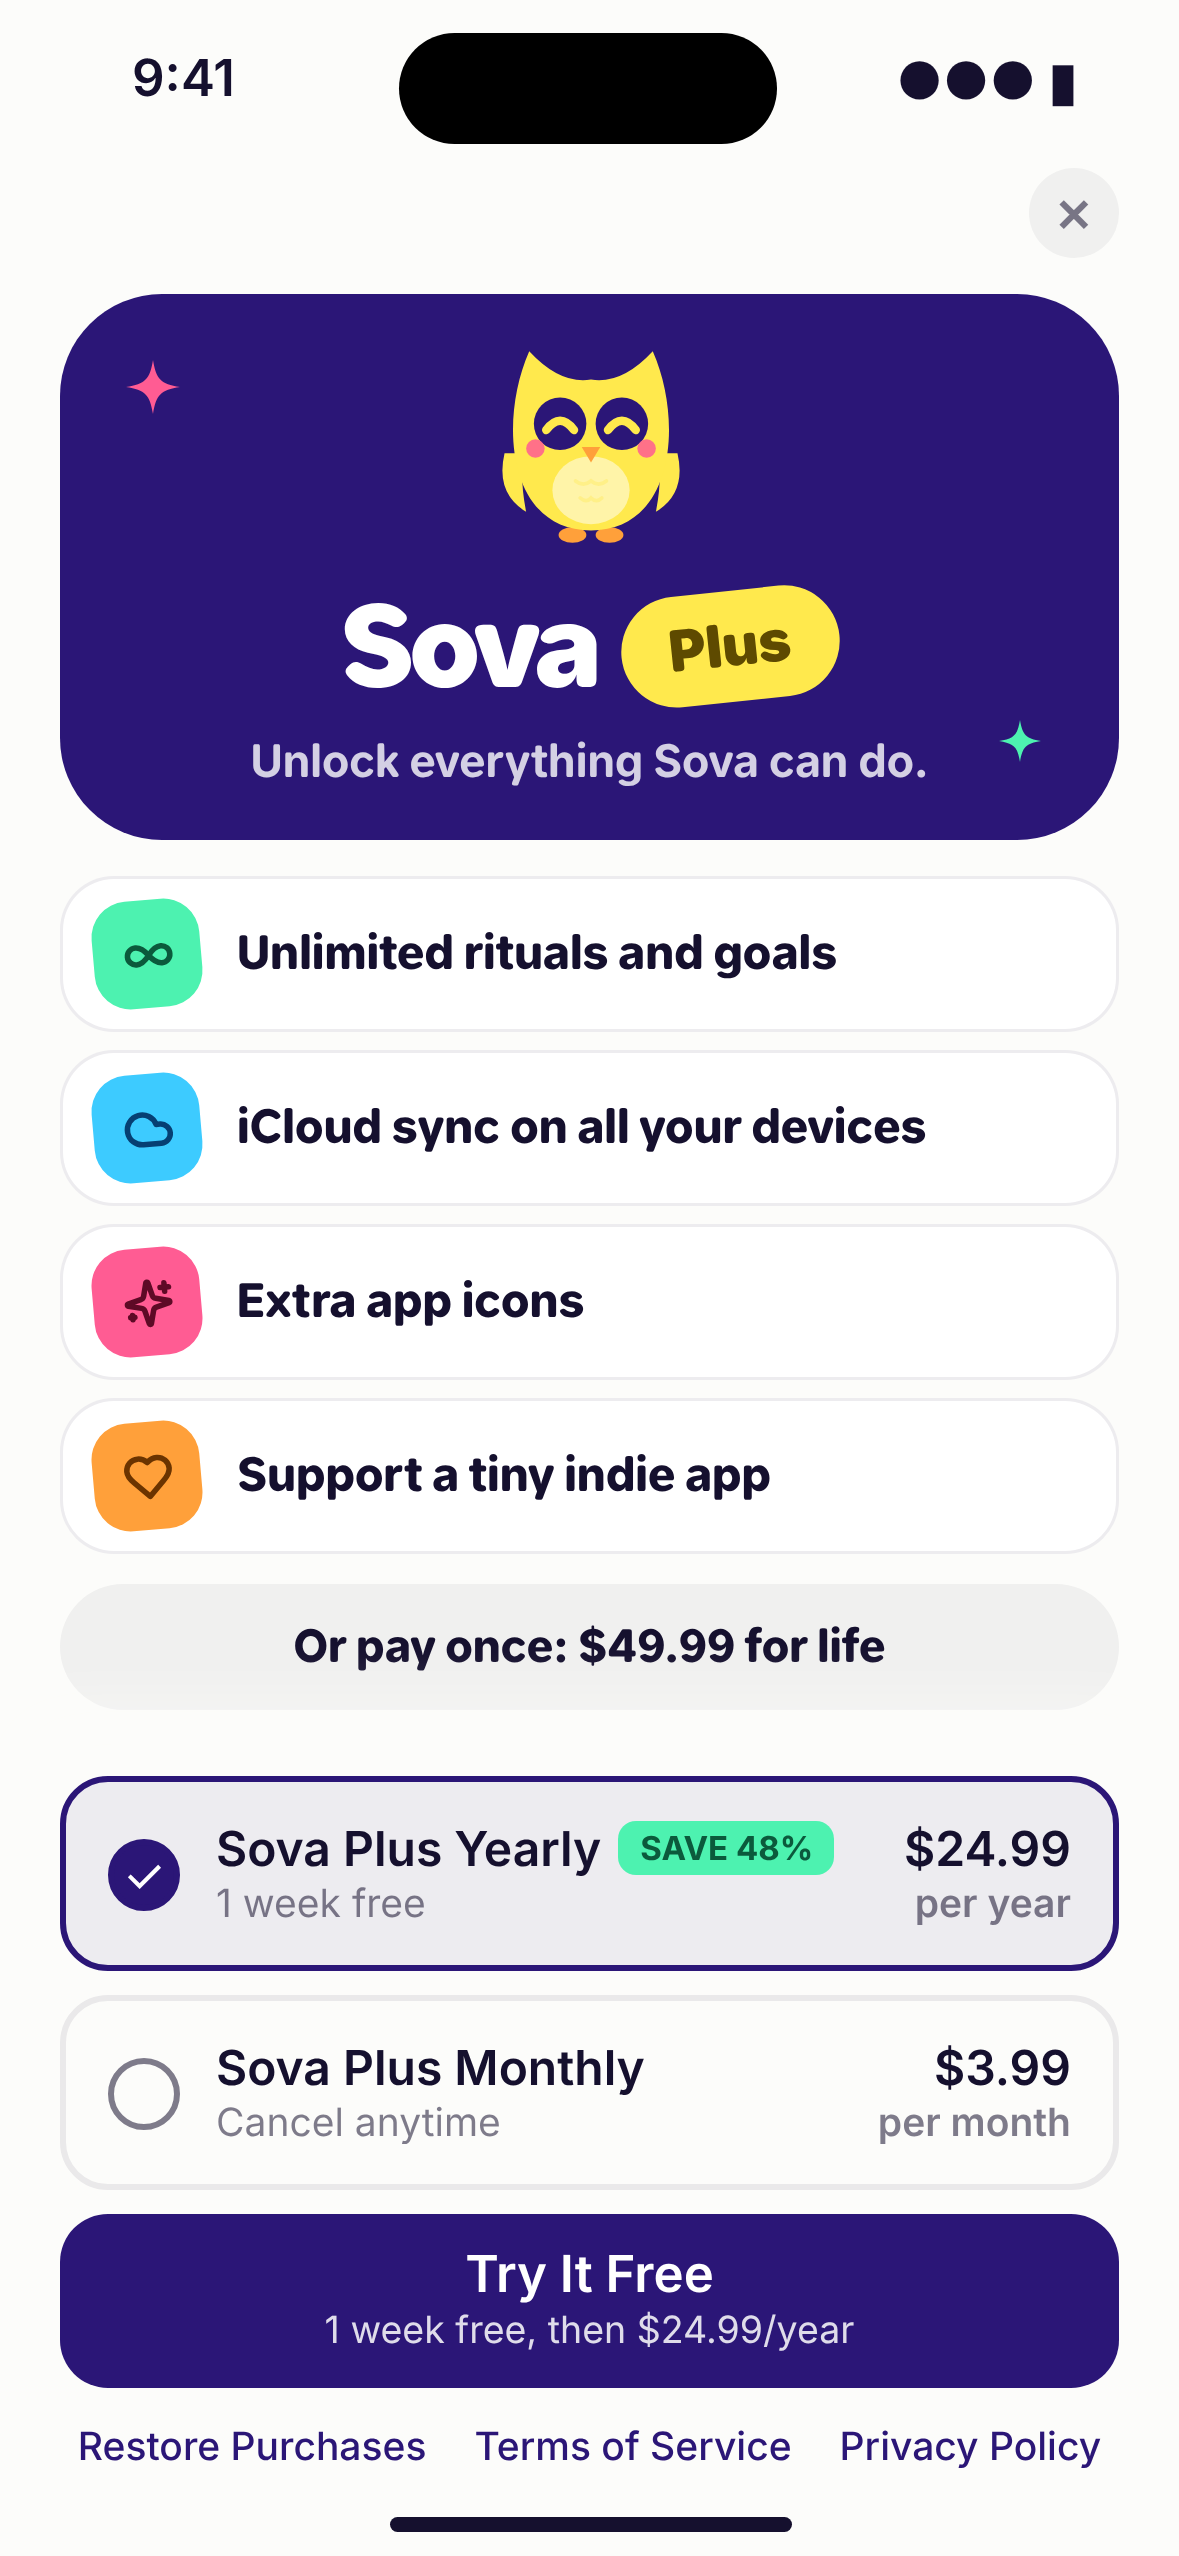 9:41
Sova Plus
Unlock everything Sova can do.
Unlimited rituals and goals
iCloud sync on all your devices
Extra app icons
Support a tiny indie app
Or pay once: $49.99 for life
Sova Plus Yearly SAVE 48% $24.99
1 week free per year
Sova Plus Monthly $3.99
Cancel anytime per month
Try It Free
1 week free, then $24.99/year
Restore Purchases Terms of Service Privacy Policy